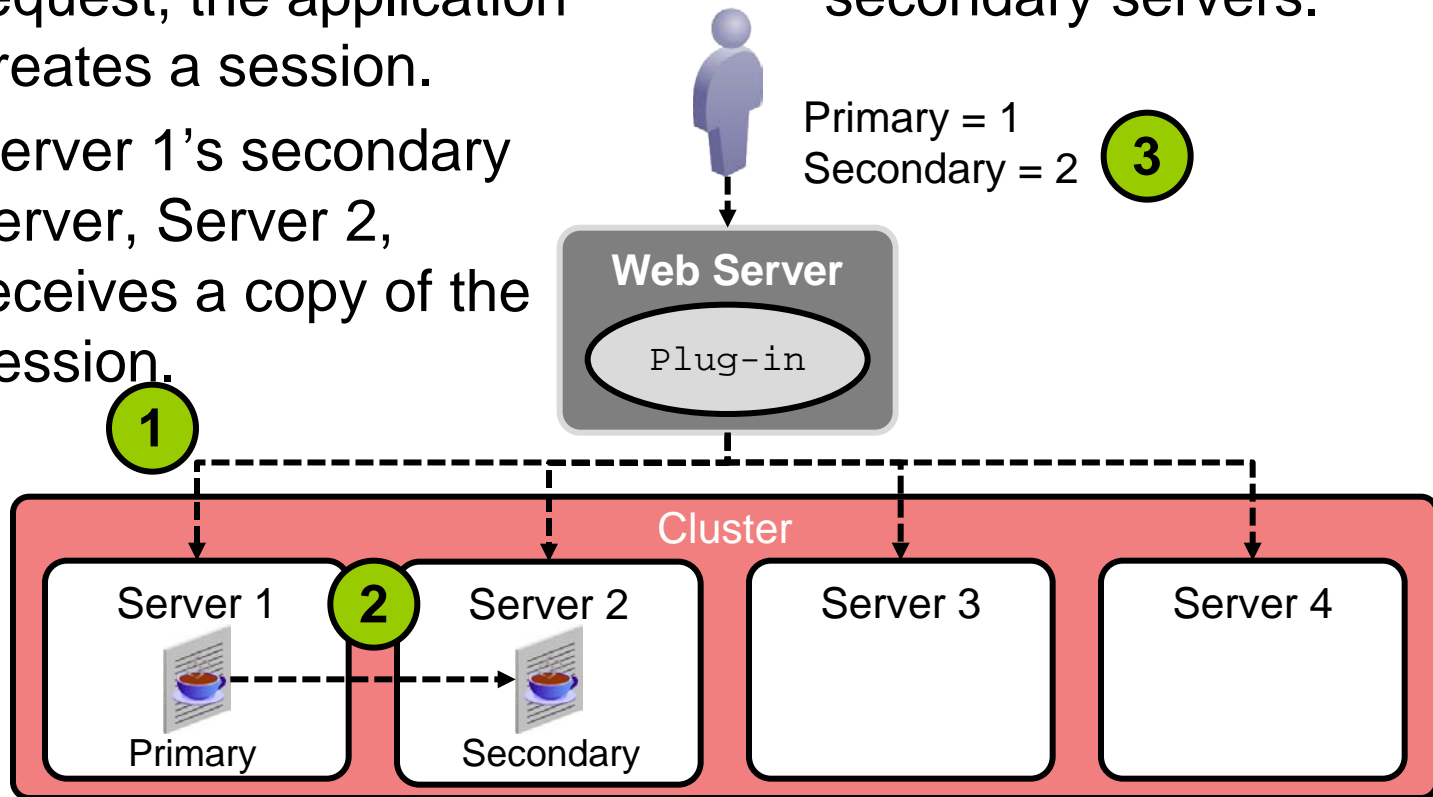 equest, the application
reates a session.
erver 1’s secondary
erver, Server 2,
eceives a copy of the
ession.
secondary servers.
Primary = 1
Secondary = 2
3
Web Server
Plug-in
1
Cluster
Server 1
2
Server 2
Server 3
Server 4
Primary
Secondary